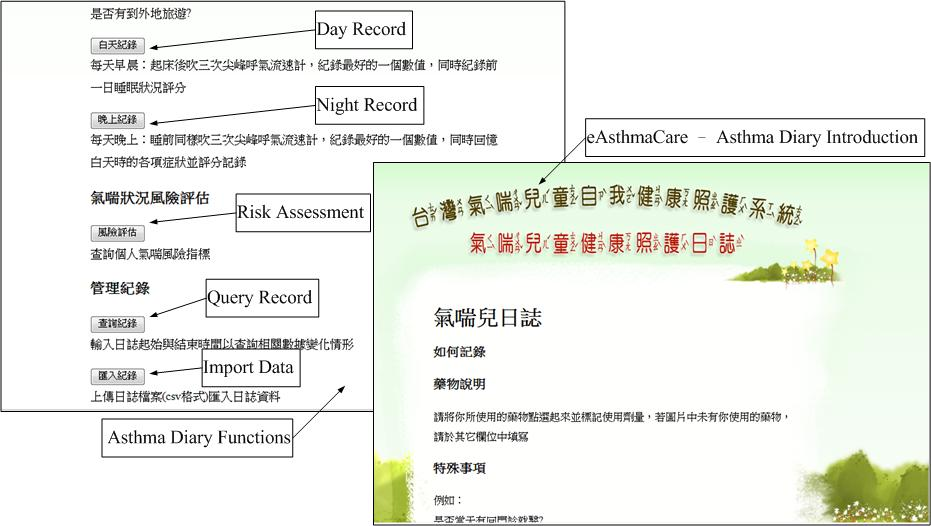 是否有到外地旅遊?
Day Record
白天紀錄
每天早晨：起床後吹三次尖峰呼氣流速計，紀錄最好的一個數值，同時紀錄前
一日睡眠狀況評分
Night Record
晚上紀錄
每天晚上：睡前同樣吹三次尖峰呼氣流速計，紀錄最好的一個數值，同時回憶
白天時的各項症狀並評分記錄
氣喘狀況風險評估
Risk Assessment
風險評估
查詢個人氣喘風險指標
管理紀錄
Query Record
查詢紀錄
輸入日誌起始與結束時間以查詢相關數據變化情形
Import Data
匯入紀錄
上傳日誌檔案(csv格式)匯入日誌資料
Asthma Diary Functions
eAsthmaCare – Asthma Diary Introduction
台灣氣喘兒童自我健康照護系統
氣喘兒童健康照護日誌
氣喘兒日誌
如何記錄
藥物說明
請將你所使用的藥物點選起來並標記使用劑量，若圖片中未有你使用的藥物，
請於其它欄位中填寫
特殊事項
例如：